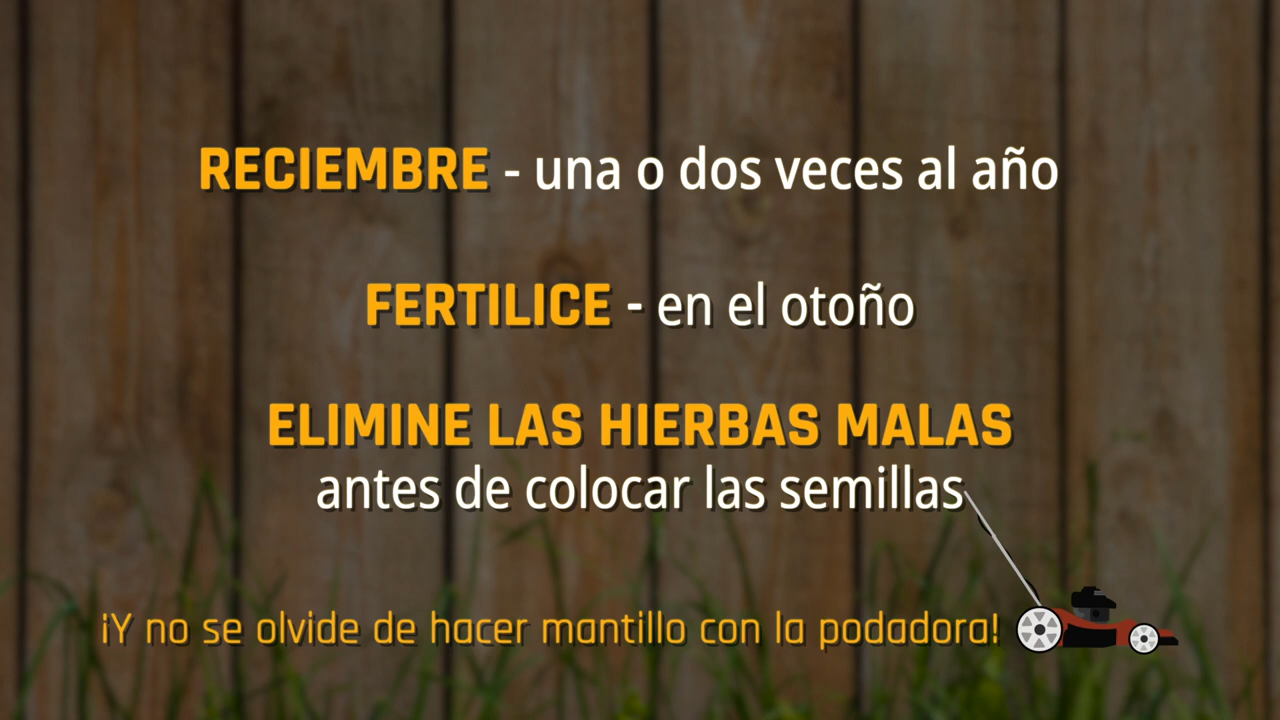 RECIEMBRE - una o dos veces al año
FERTILICE - en el otoño
ELIMINE LAS HIERBAS MALAS
antes de colocar las semillas
¡Y no se olvide de hacer mantillo con la podadora!